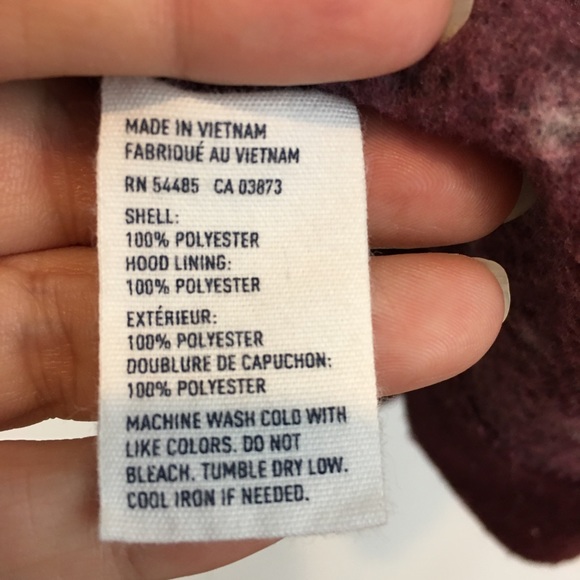 MADE IN VIETNAM
FABRIQUÉ AU VIETNAM
RN 54485 CA 03873
SHELL:
100% POLYESTER
HOOD LINING:
100% POLYESTER
EXTÉRIEUR:
100% POLYESTER
DOUBLURE DE CAPUCHON:
100% POLYESTER
MACHINE WASH COLD WITH
LIKE COLORS. DO NOT
BLEACH. TUMBLE DRY LOW.
COOL IRON IF NEEDED.